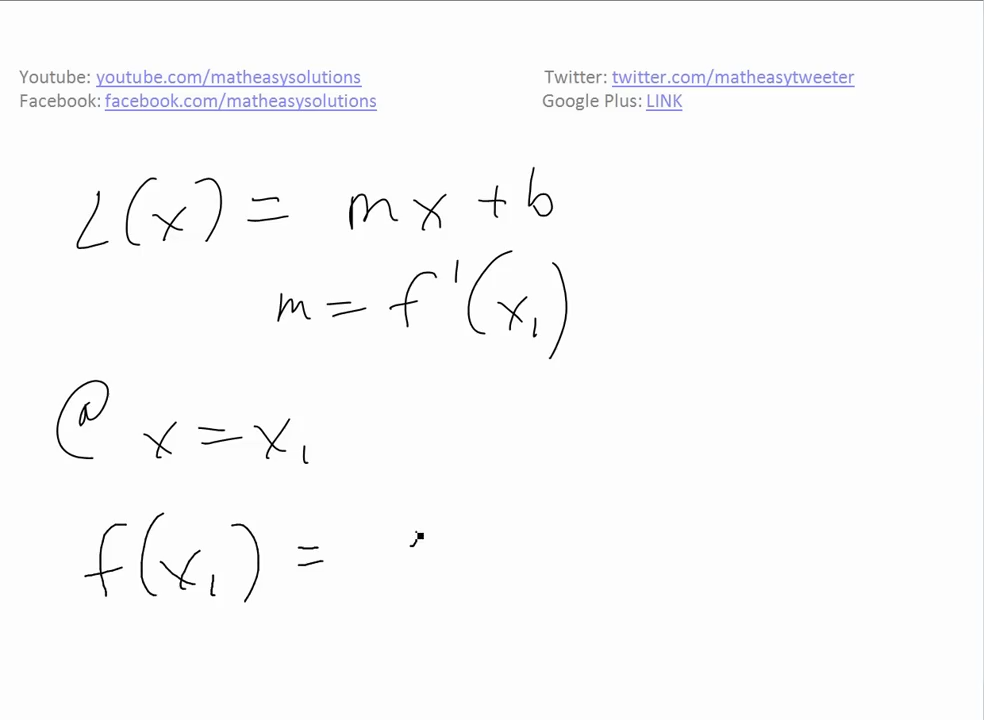 Youtube: youtube.com/matheasysolutions Twitter: twitter.com/matheasytweeter
Facebook: facebook.com/matheasysolutions Google Plus: LINK
L(x) = mx + b
m = f'(x₁)
@ x = x₁
f(x₁) =